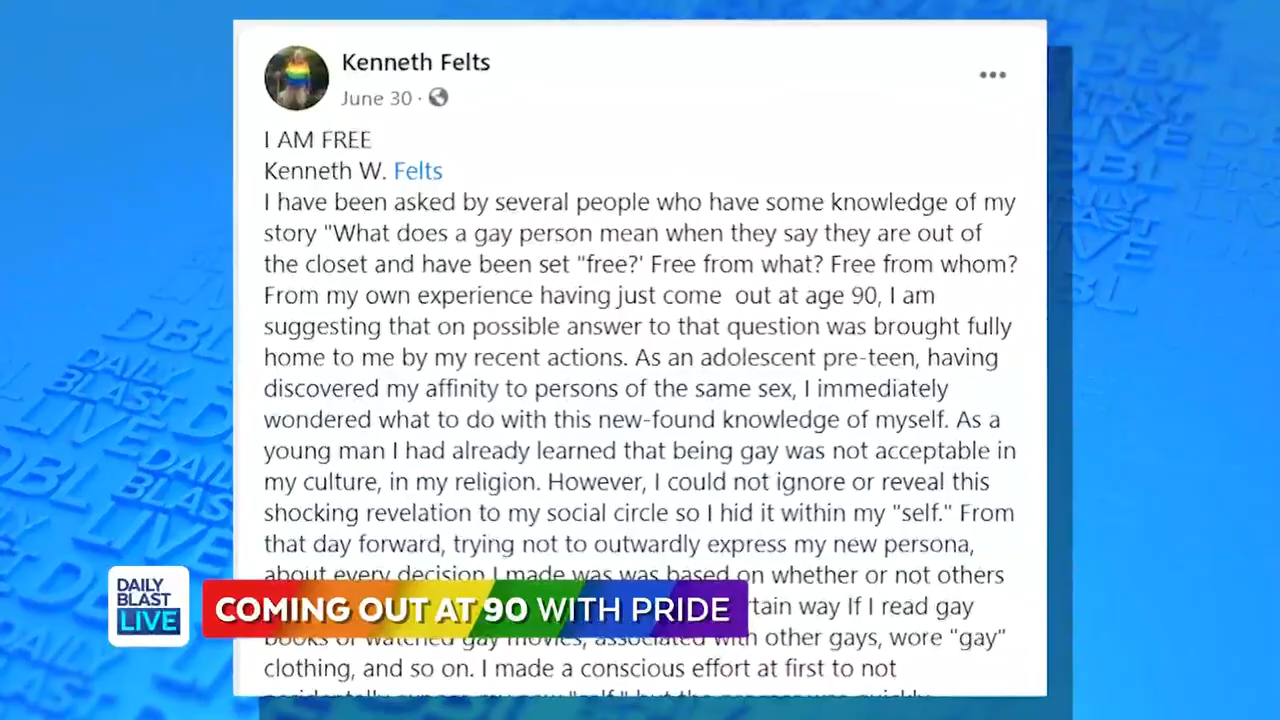 Kenneth Felts
June 30 ·
I AM FREE
Kenneth W. Felts
I have been asked by several people who have some knowledge of my
story "What does a gay person mean when they say they are out of
the closet and have been set "free?' Free from what? Free from whom?
From my own experience having just come out at age 90, I am
suggesting that on possible answer to that question was brought fully
home to me by my recent actions. As an adolescent pre-teen, having
discovered my affinity to persons of the same sex, I immediately
wondered what to do with this new-found knowledge of myself. As a
young man I had already learned that being gay was not acceptable in
my culture, in my religion. However, I could not ignore or reveal this
shocking revelation to my social circle so I hid it within my "self." From
that day forward, trying not to outwardly express my new persona,
about every decision I made was was based on whether or not others
way If I read gay
books or watched gay movies, associated with other gays, wore "gay"
clothing, and so on. I made a conscious effort at first to not
DAILY
BLAST
LIVE
COMING OUT AT 90 WITH PRIDE
DBL
DAILY
BLAST
LIVE